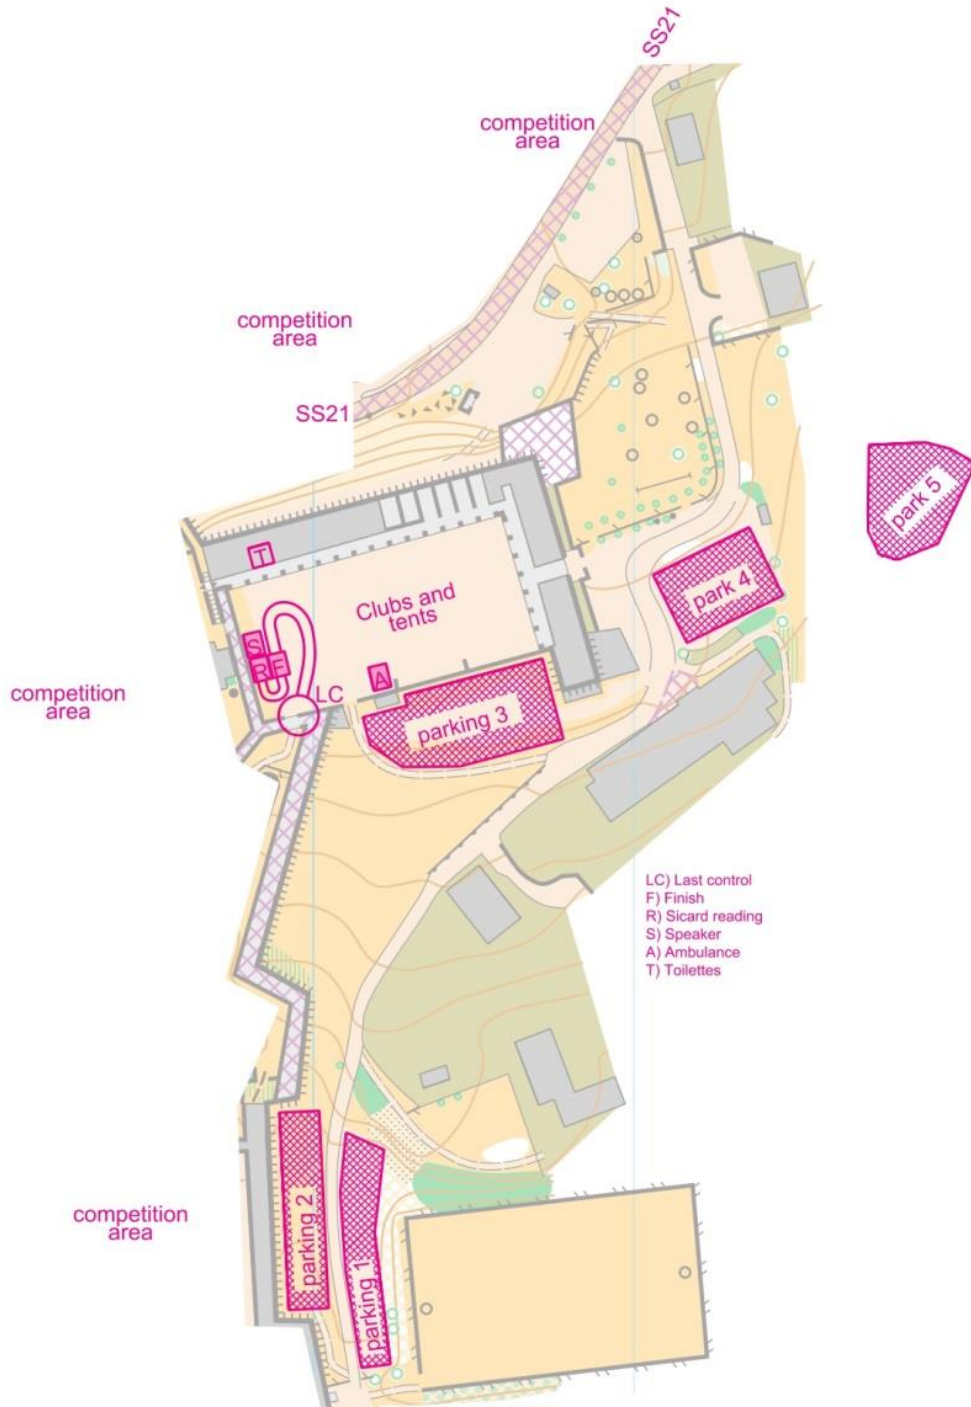 SS21
competition
area
competition
area
SS21
park 5
T
Clubs and
tents
park 4
S
R
F
A
LC
competition
area
parking 3
LC) Last control
F) Finish
R) Sicard reading
S) Speaker
A) Ambulance
T) Toilettes
competition
area
parking 2
parking 1